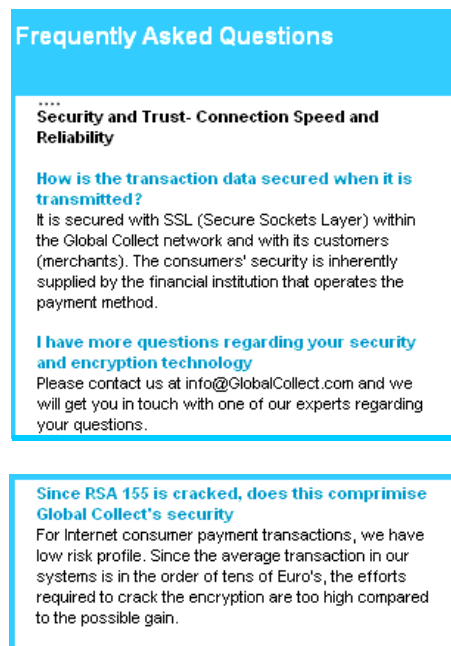 Frequently Asked Questions
....
Security and Trust- Connection Speed and
Reliability
How is the transaction data secured when it is
transmitted?
It is secured with SSL (Secure Sockets Layer) within
the Global Collect network and with its customers
(merchants). The consumers' security is inherently
supplied by the financial institution that operates the
payment method.
I have more questions regarding your security
and encryption technology
Please contact us at info@GlobalCollect.com and we
will get you in touch with one of our experts regarding
your questions.
Since RSA 155 is cracked, does this comprimise
Global Collect's security
For Internet consumer payment transactions, we have
low risk profile. Since the average transaction in our
systems is in the order of tens of Euro's, the efforts
required to crack the encryption are too high compared
to the possible gain.